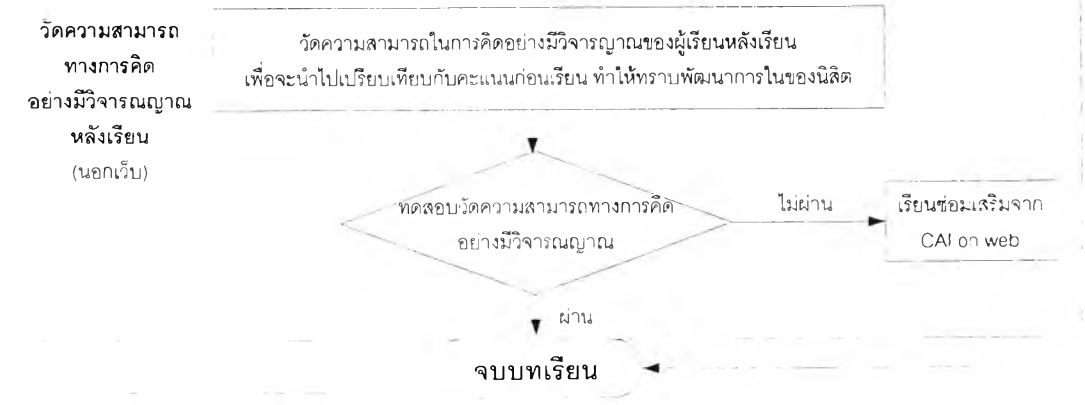 วัดความสามารถ
ทางการคิด
อย่างมีวิจารณญาณ
หลังเรียน
(นอกเว็บ)
วัดความสามารถในการคิดอย่างมีวิจารญาณของผู้เรียนหลังเรียน
เพื่อจะนำไปเปรียบเทียบกับคะแนนก่อนเรียน ทำให้ทราบพัฒนาการในของนิสิต
ทดสอบวัดความสามารถทางการคิด
อย่างมีวิจารณญาณ
ไม่ผ่าน
เรียนซ่อมเสริมจาก
CAI on web
ผ่าน
จบบทเรียน